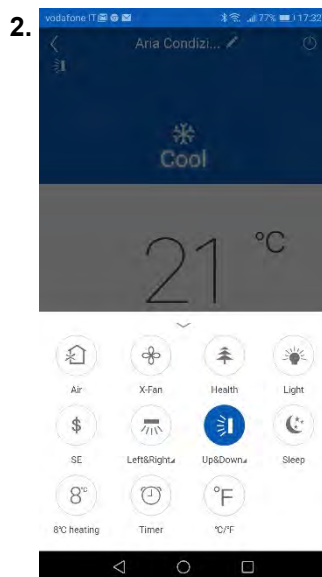 2.
vodafone IT 77% 17:32
Aria Condizi...
Cool
21 °C
Air X-Fan Health Light
$
SE Left&Right Up&Down Sleep
8°c °F
8℃ heating Timer °C/°F